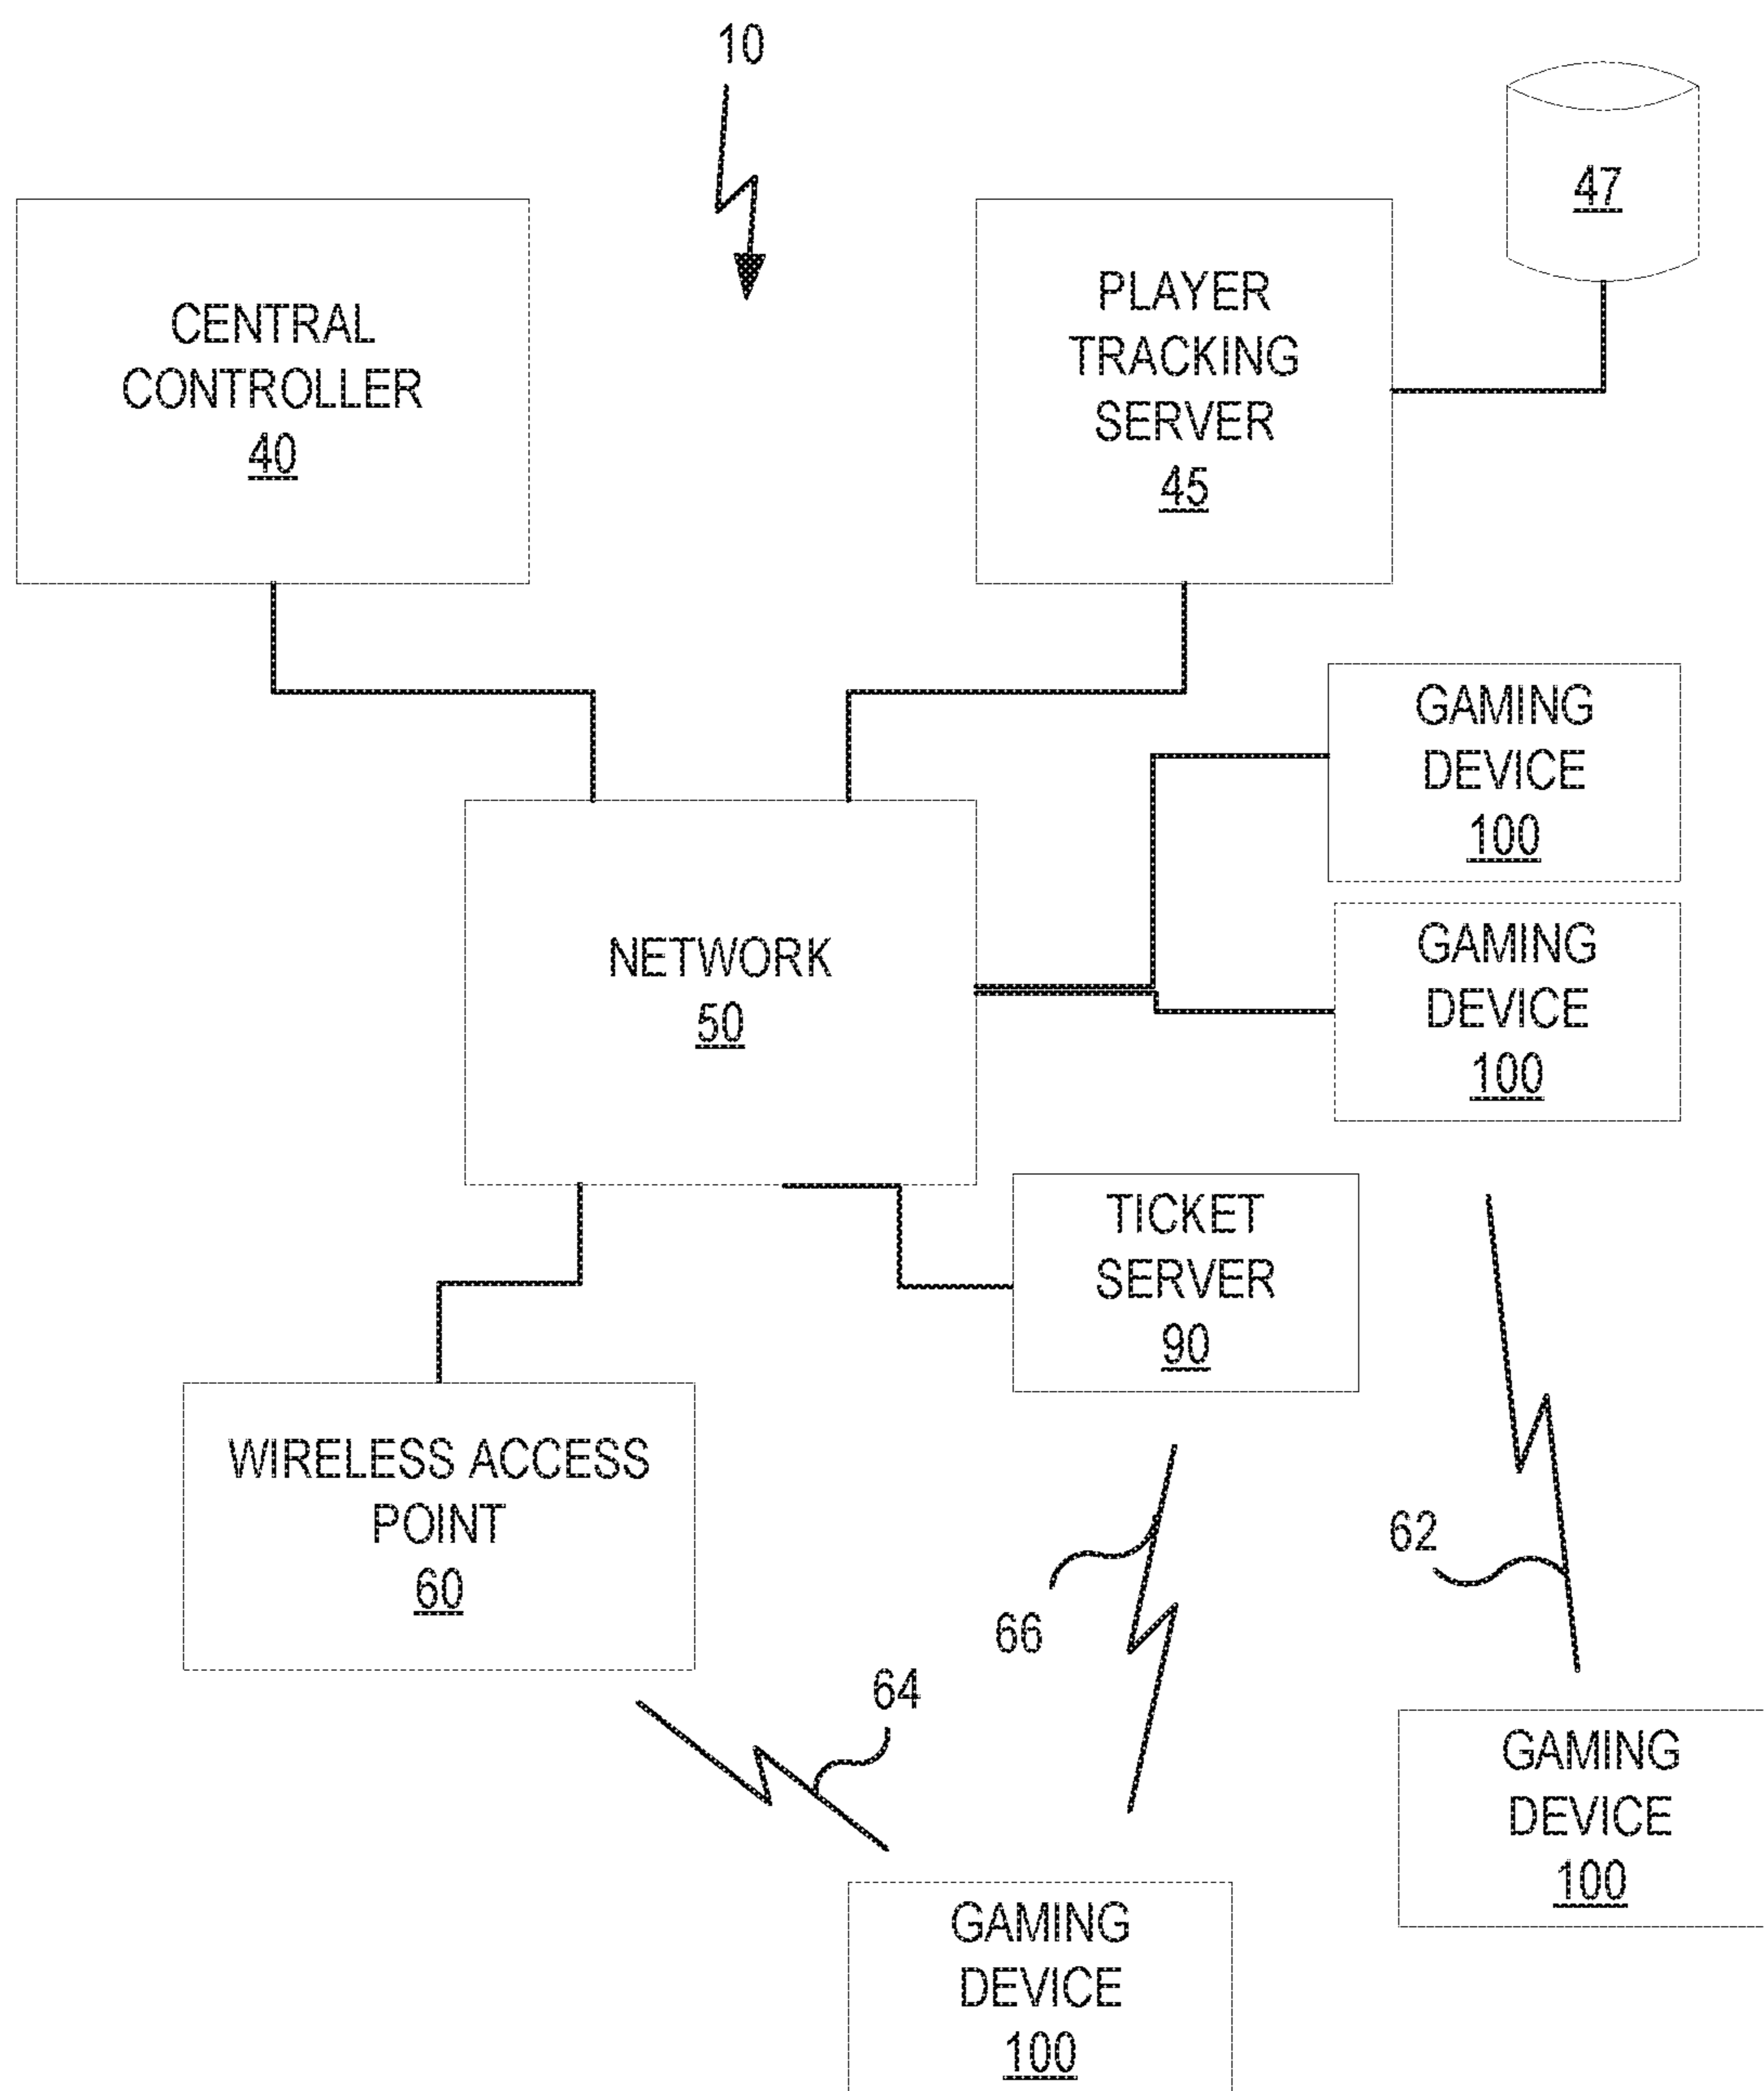 10
47
CENTRAL
CONTROLLER
40
PLAYER
TRACKING
SERVER
45
GAMING
DEVICE
100
NETWORK
50
GAMING
DEVICE
100
TICKET
SERVER
90
WIRELESS ACCESS
POINT
60
62
66
64
GAMING
DEVICE
100
GAMING
DEVICE
100